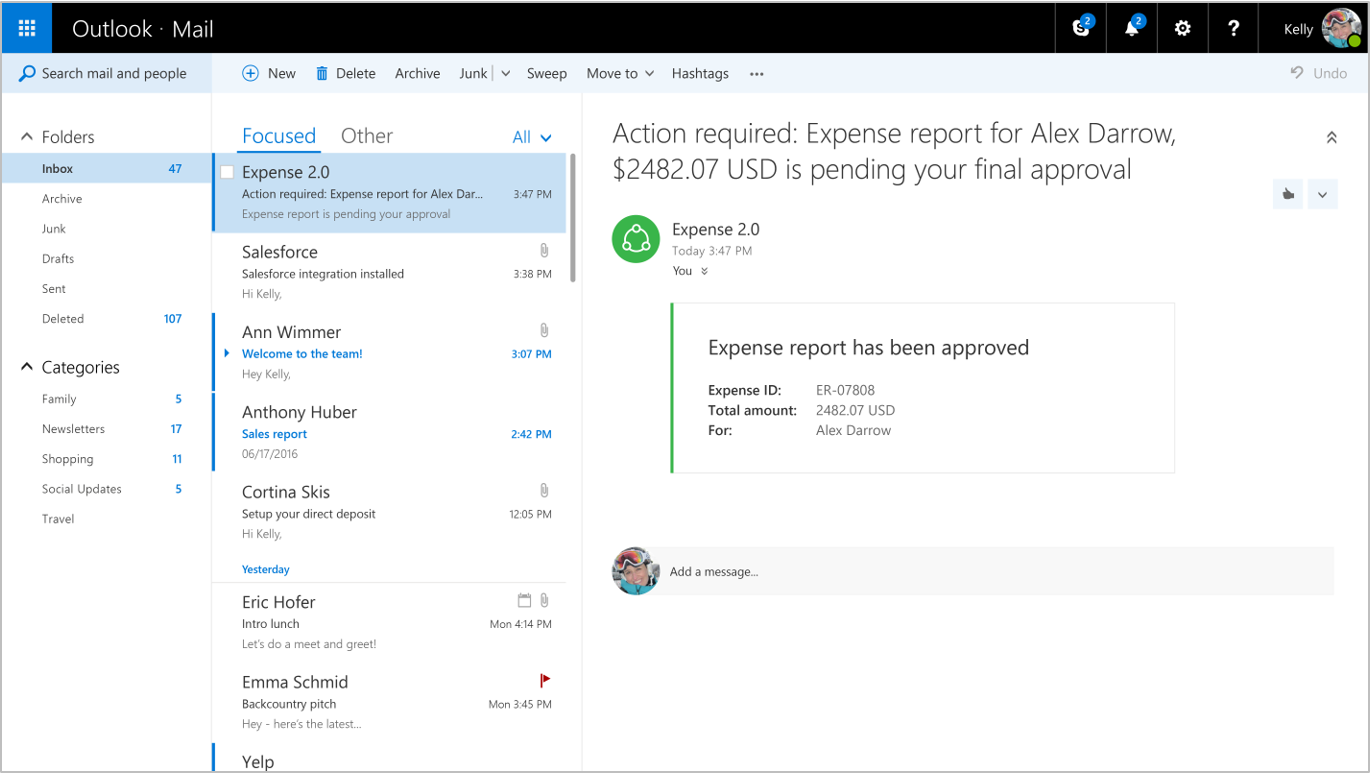 Outlook · Mail
2
2
?
Kelly
Search mail and people
New
Delete
Archive
Junk
Sweep
Move to
Hashtags
Undo
Folders
Inbox 47
Archive
Junk
Drafts
Sent
Deleted 107
Categories
Family 5
Newsletters 17
Shopping 11
Social Updates 5
Travel
Focused Other All
Expense 2.0
Action required: Expense report for Alex Dar... 3:47 PM
Expense report is pending your approval
Salesforce
Salesforce integration installed 3:38 PM
Hi Kelly,
Ann Wimmer
Welcome to the team! 3:07 PM
Hey Kelly,
Anthony Huber
Sales report 2:42 PM
06/17/2016
Cortina Skis
Setup your direct deposit 12:05 PM
Hi Kelly,
Yesterday
Eric Hofer
Intro lunch Mon 4:14 PM
Let's do a meet and greet!
Emma Schmid
Backcountry pitch Mon 3:45 PM
Hey - here's the latest...
Yelp
Action required: Expense report for Alex Darrow,
$2482.07 USD is pending your final approval
Expense 2.0
Today 3:47 PM
You
Expense report has been approved
Expense ID: ER-07808
Total amount: 2482.07 USD
For: Alex Darrow
Add a message...